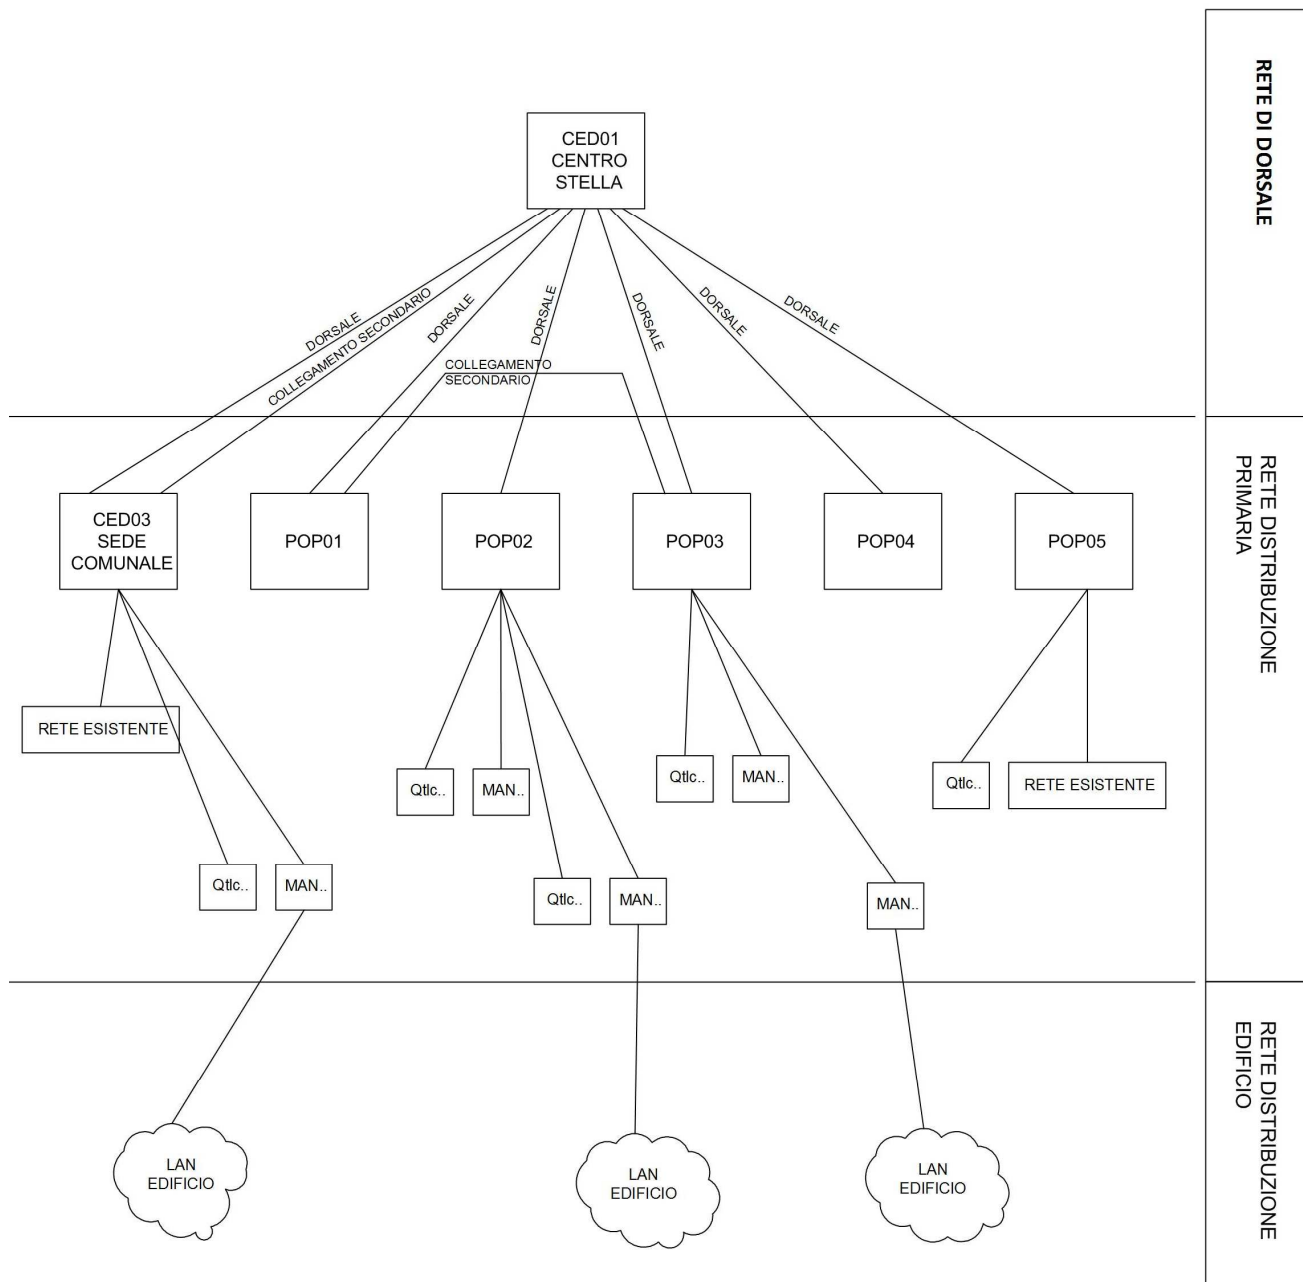 RETE DI DORSALE
CED01
CENTRO
STELLA
DORSALE
COLLEGAMENTO SECONDARIO
DORSALE
DORSALE
DORSALE
DORSALE
DORSALE
COLLEGAMENTO
SECONDARIO
RETE DISTRIBUZIONE
PRIMARIA
CED03
SEDE
COMUNALE
POP01
POP02
POP03
POP04
POP05
RETE ESISTENTE
Qtlc..
MAN..
Qtlc..
MAN..
Qtlc..
RETE ESISTENTE
Qtlc..
MAN..
Qtlc..
MAN..
MAN..
RETE DISTRIBUZIONE
EDIFICIO
LAN
EDIFICIO
LAN
EDIFICIO
LAN
EDIFICIO